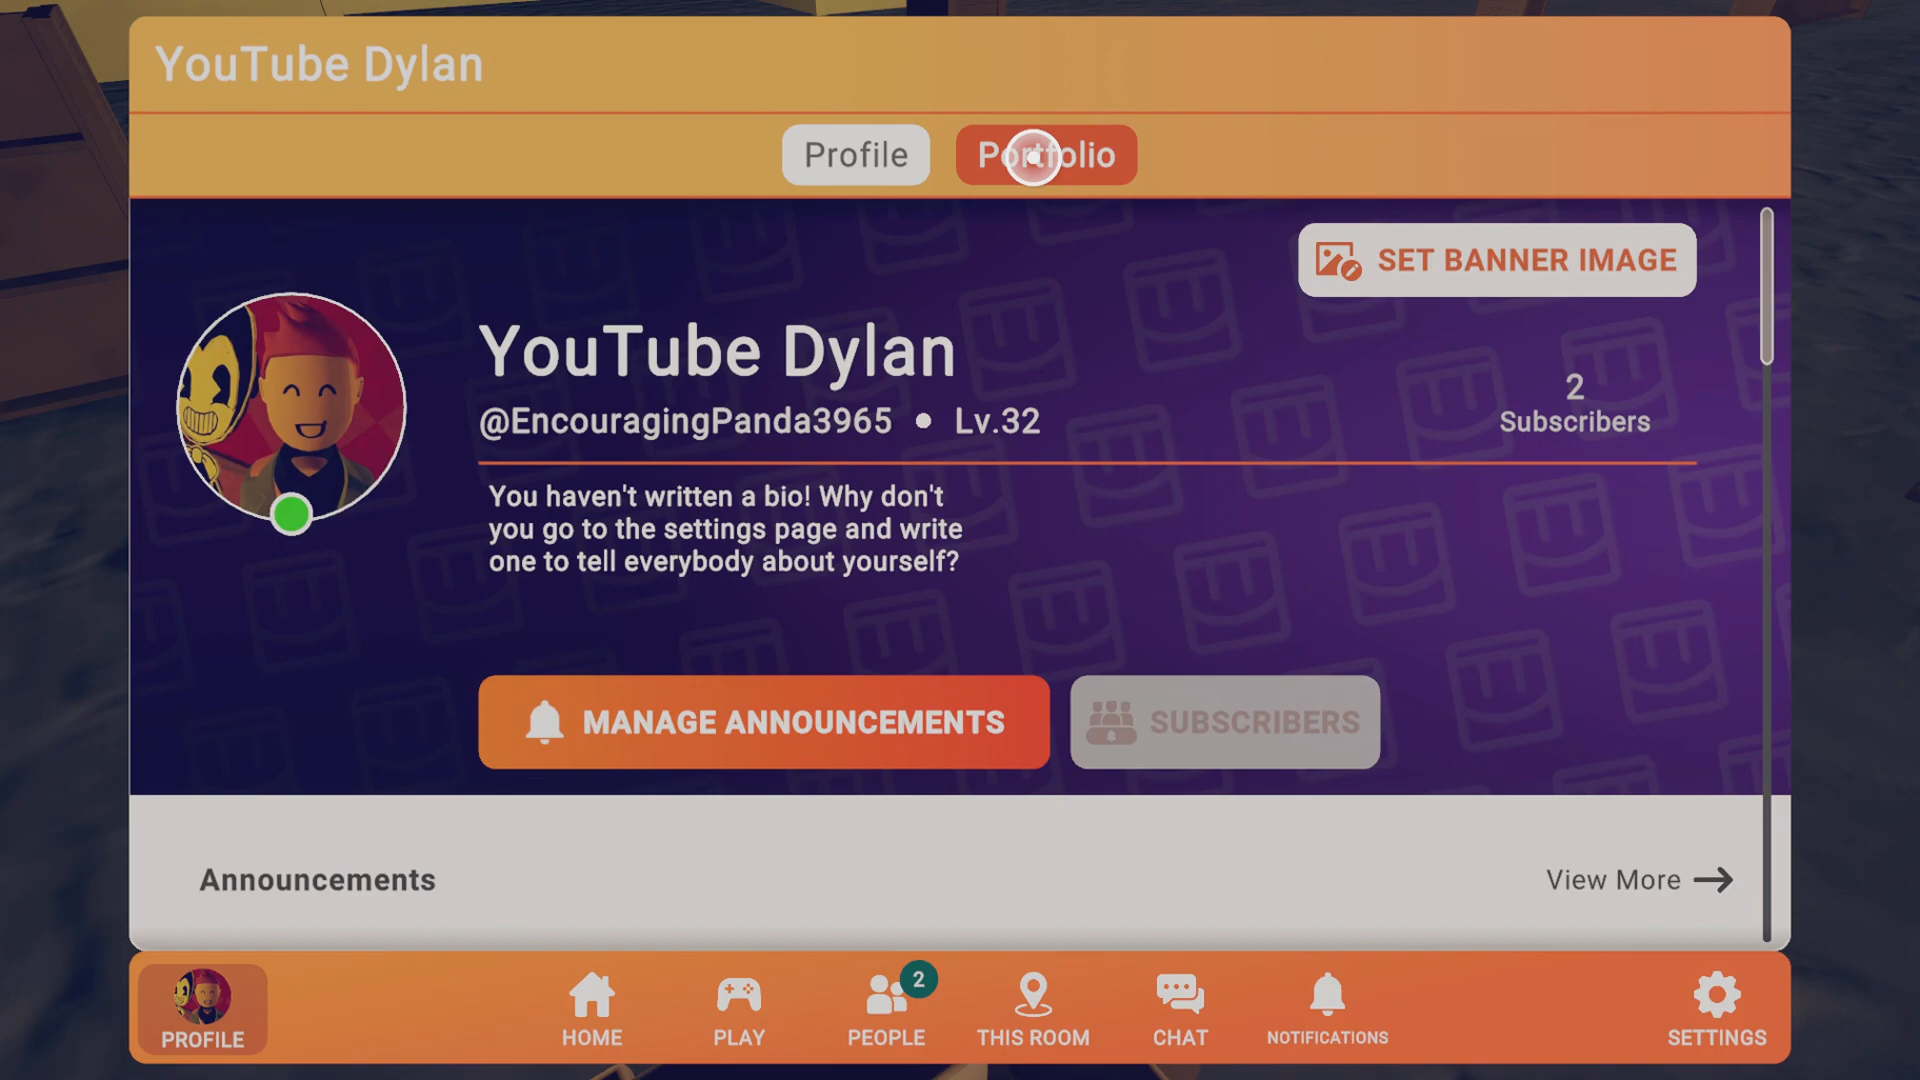 YouTube Dylan
Profile
Portfolio
SET BANNER IMAGE
YouTube Dylan
@EncouragingPanda3965 • Lv.32
2
Subscribers
You haven't written a bio! Why don't
you go to the settings page and write
one to tell everybody about yourself?
MANAGE ANNOUNCEMENTS
SUBSCRIBERS
Announcements
View More
PROFILE
HOME
PLAY
2
PEOPLE
THIS ROOM
CHAT
NOTIFICATIONS
SETTINGS